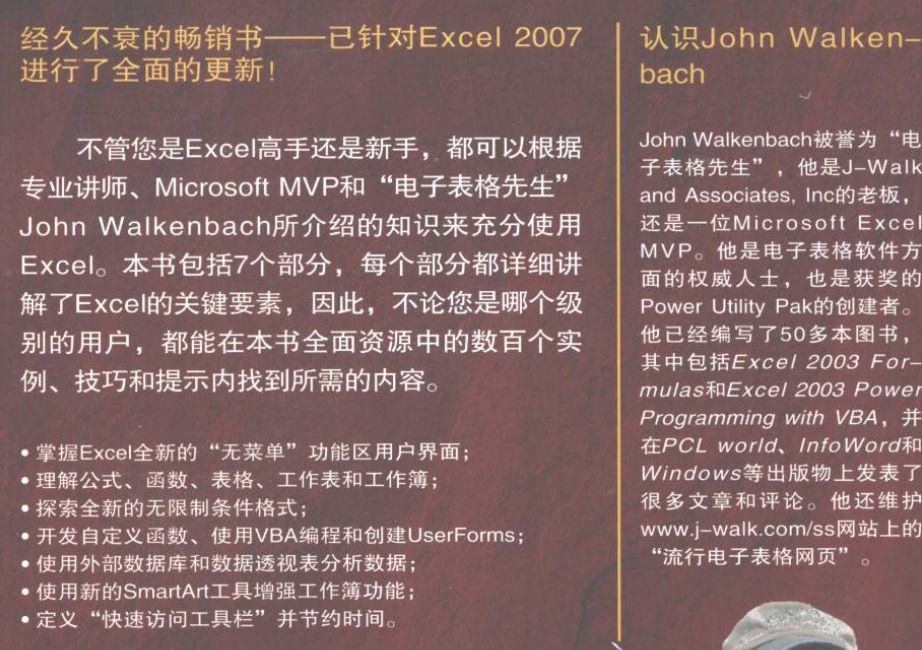 经久不衰的畅销书——已针对Excel 2007
进行了全面的更新！
不管您是Excel高手还是新手，都可以根据
专业讲师、Microsoft MVP和“电子表格先生”
John Walkenbach所介绍的知识来充分使用
Excel。本书包括7个部分，每个部分都详细讲
解了Excel的关键要素，因此，不论您是哪个级
别的用户，都能在本书全面资源中的数百个实
例、技巧和提示内找到所需的内容。
• 掌握Excel全新的“无菜单”功能区用户界面；
• 理解公式、函数、表格、工作表和工作簿；
• 探索全新的无限制条件格式；
• 开发自定义函数、使用VBA编程和创建UserForms；
• 使用外部数据库和数据透视表分析数据；
• 使用新的SmartArt工具增强工作簿功能；
• 定义“快速访问工具栏”并节约时间。
认识John Walken-
bach
John Walkenbach被誉为“电
子表格先生”，他是J-Walk
and Associates, Inc的老板，
还是一位Microsoft Excel
MVP。他是电子表格软件方
面的权威人士，也是获奖的
Power Utility Pak的创建者。
他已经编写了50多本图书，
其中包括Excel 2003 For-
mulas和Excel 2003 Power
Programming with VBA，并
在PCL world、InfoWord和
Windows等出版物上发表了
很多文章和评论。他还维护
www.j-walk.com/ss网站上的
“流行电子表格网页”。